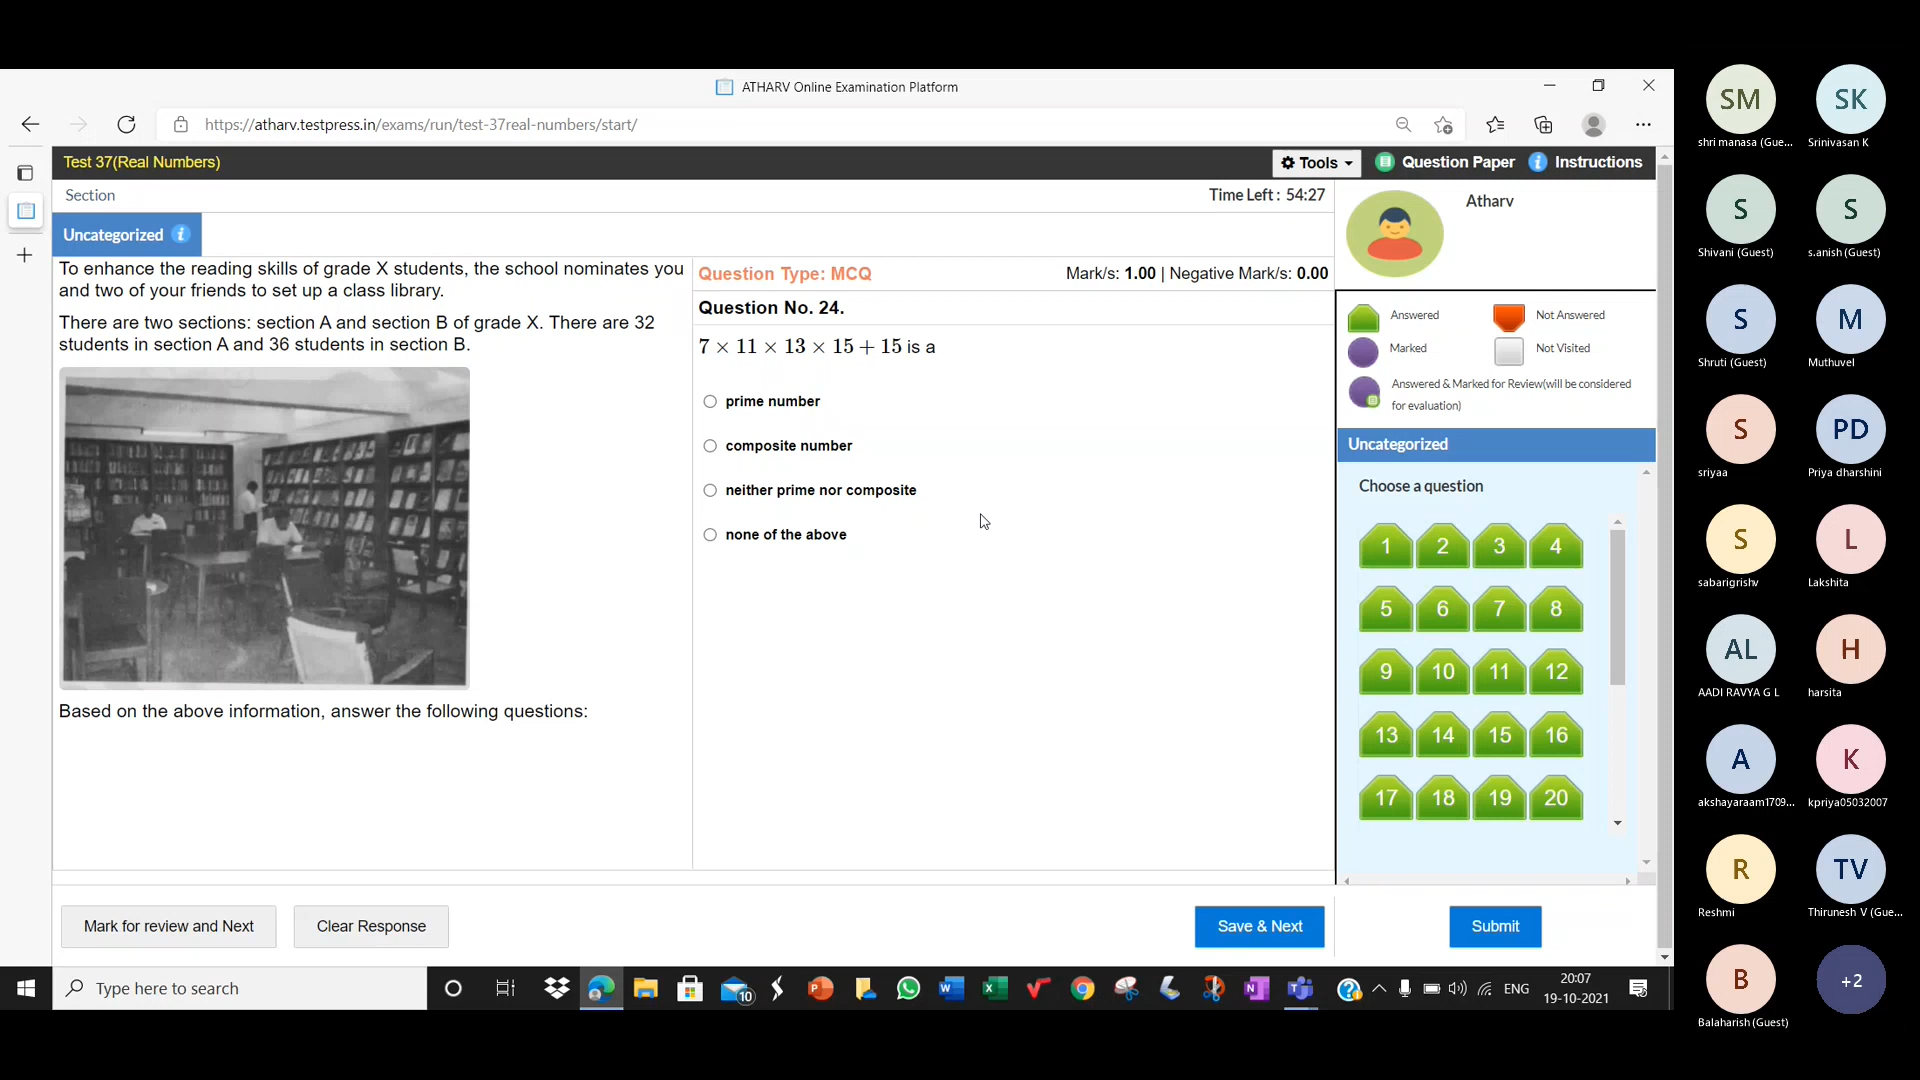 ATHARV Online Examination Platform
https://atharv.testpress.in/exams/run/test-37real-numbers/start/
Test 37(Real Numbers)
Tools
Question Paper
Instructions
Section
Time Left : 54:27
Uncategorized
To enhance the reading skills of grade X students, the school nominates you
and two of your friends to set up a class library.
There are two sections: section A and section B of grade X. There are 32
students in section A and 36 students in section B.
Based on the above information, answer the following questions:
Question Type: MCQ
Mark/s: 1.00 | Negative Mark/s: 0.00
Question No. 24.
7 × 11 × 13 × 15 + 15 is a
prime number
composite number
neither prime nor composite
none of the above
Atharv
Answered
Not Answered
Marked
Not Visited
Answered & Marked for Review(will be considered
for evaluation)
Uncategorized
Choose a question
1 2 3 4
5 6 7 8
9 10 11 12
13 14 15 16
17 18 19 20
Mark for review and Next
Clear Response
Save & Next
Submit
Type here to search
10
ENG
20:07
19-10-2021
SM
shri manasa (Gue...
SK
Srinivasan K
S
Shivani (Guest)
S
s.anish (Guest)
S
Shruti (Guest)
M
Muthuvel
S
sriyaa
PD
Priya dharshini
S
sabarigrishv
L
Lakshita
AL
AADI RAVYA G L
H
harsita
A
akshayaraam1709...
K
kpriya05032007
R
Reshmi
TV
Thirunesh V (Gue...
B
Balaharish (Guest)
+2